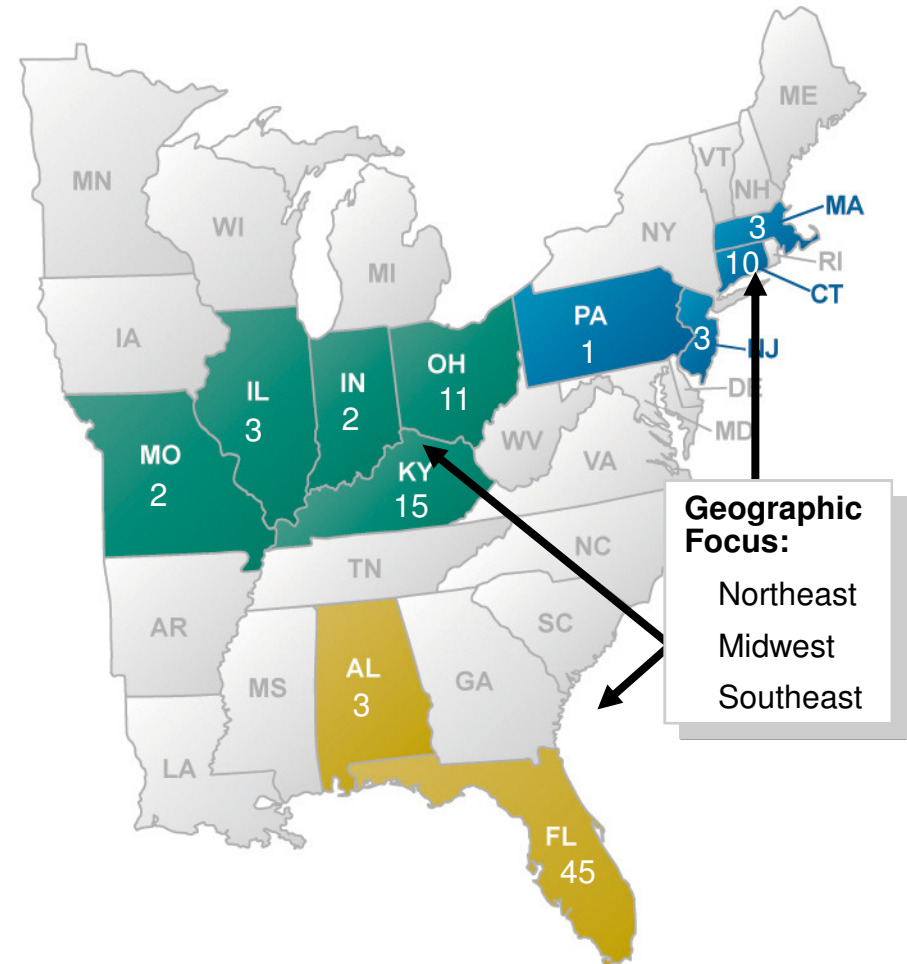 ME
VT
NH
MN
MA
3
WI
NY
RI
10
MI
CT
PA
1
IA
3
NJ
OH
11
IL
3
IN
2
DE
WV
MD
MO
2
VA
KY
15
Geographic
Focus:
Northeast
Midwest
Southeast
NC
TN
AR
SC
MS
AL
3
GA
LA
FL
45